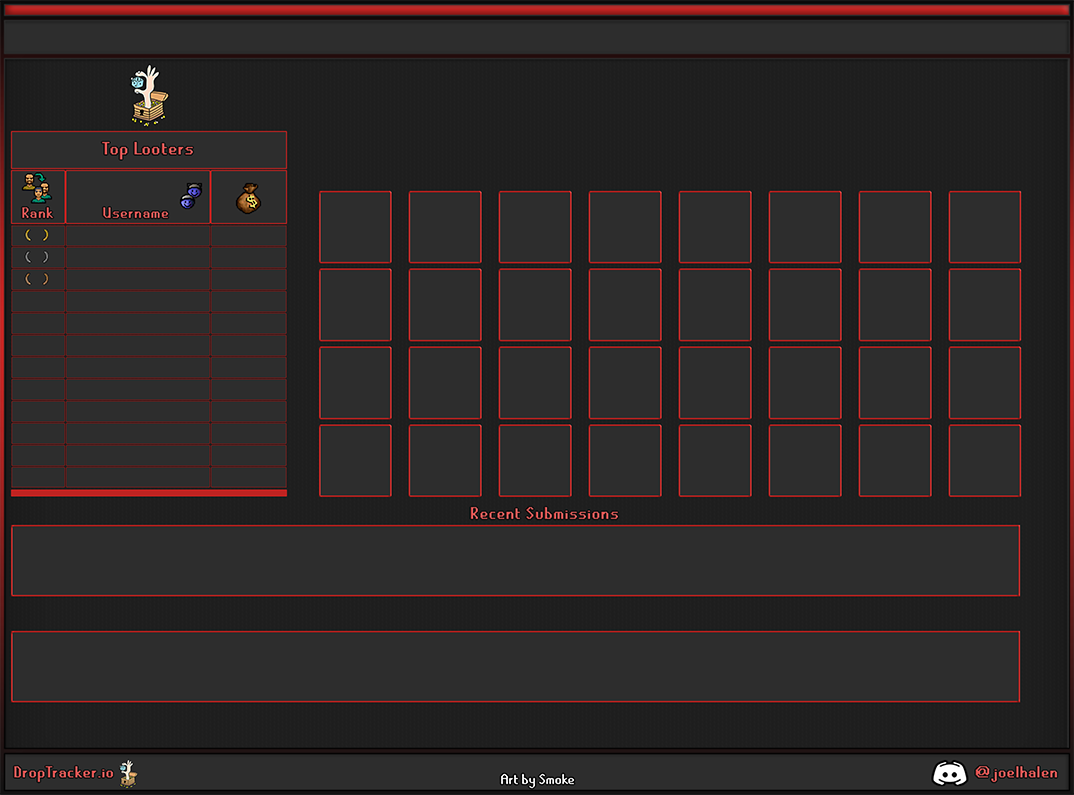 Top Looters
Rank
Username
$
( )
( )
( )
Recent Submissions
DropTracker.io
Art by Smoke
@joelhalen